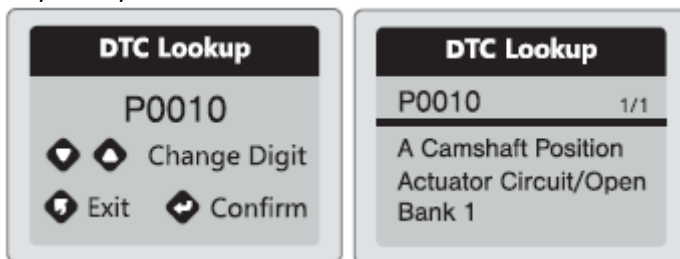 DTC Lookup
P0010
Change Digit
Exit Confirm
DTC Lookup
P0010 1/1
A Camshaft Position
Actuator Circuit/Open
Bank 1